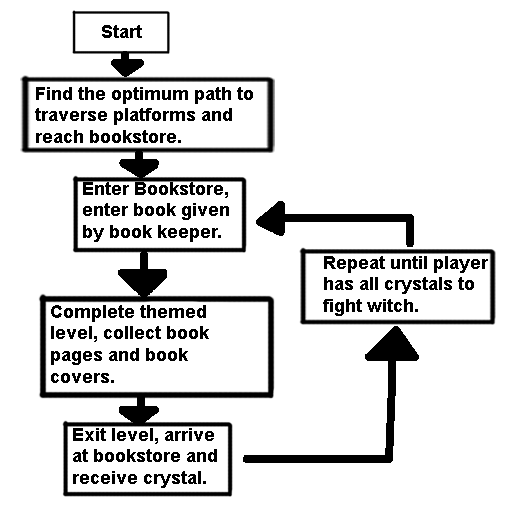 Start
Find the optimum path to
traverse platforms and
reach bookstore.
Enter Bookstore,
enter book given
by book keeper.
Repeat until player
has all crystals to
fight witch.
Complete themed
level, collect book
pages and book
covers.
Exit level, arrive
at bookstore and
receive crystal.